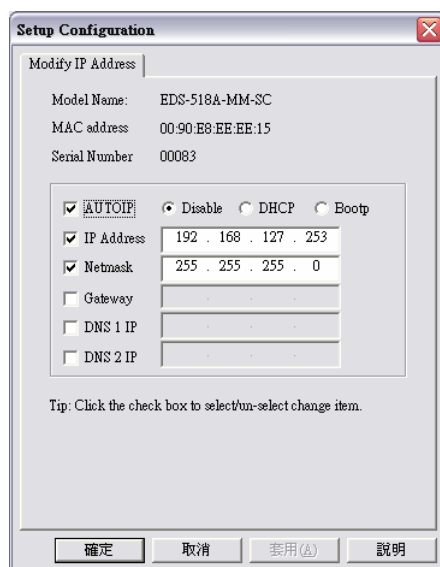 Setup Configuration
Modify IP Address
Model Name: EDS-518A-MM-SC
MAC address 00:90:E8:EE:EE:15
Serial Number 00083
AUTOIP Disable DHCP Bootp
IP Address 192 . 168 . 127 . 253
Netmask 255 . 255 . 255 . 0
Gateway . . .
DNS 1 IP . . .
DNS 2 IP . . .
Tip: Click the check box to select/un-select change item.
確定 取消 套用(A) 說明